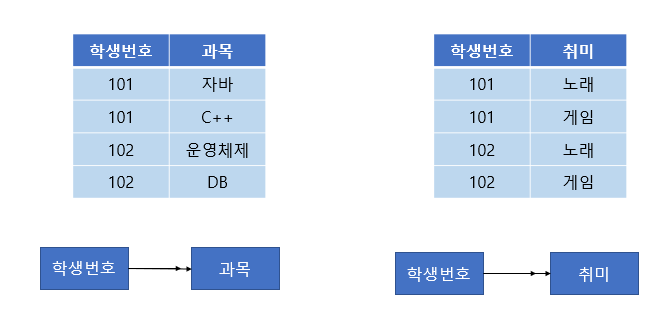 학생번호 과목
101 자바
101 C++
102 운영체제
102 DB
학생번호 취미
101 노래
101 게임
102 노래
102 게임
학생번호 과목
학생번호 취미